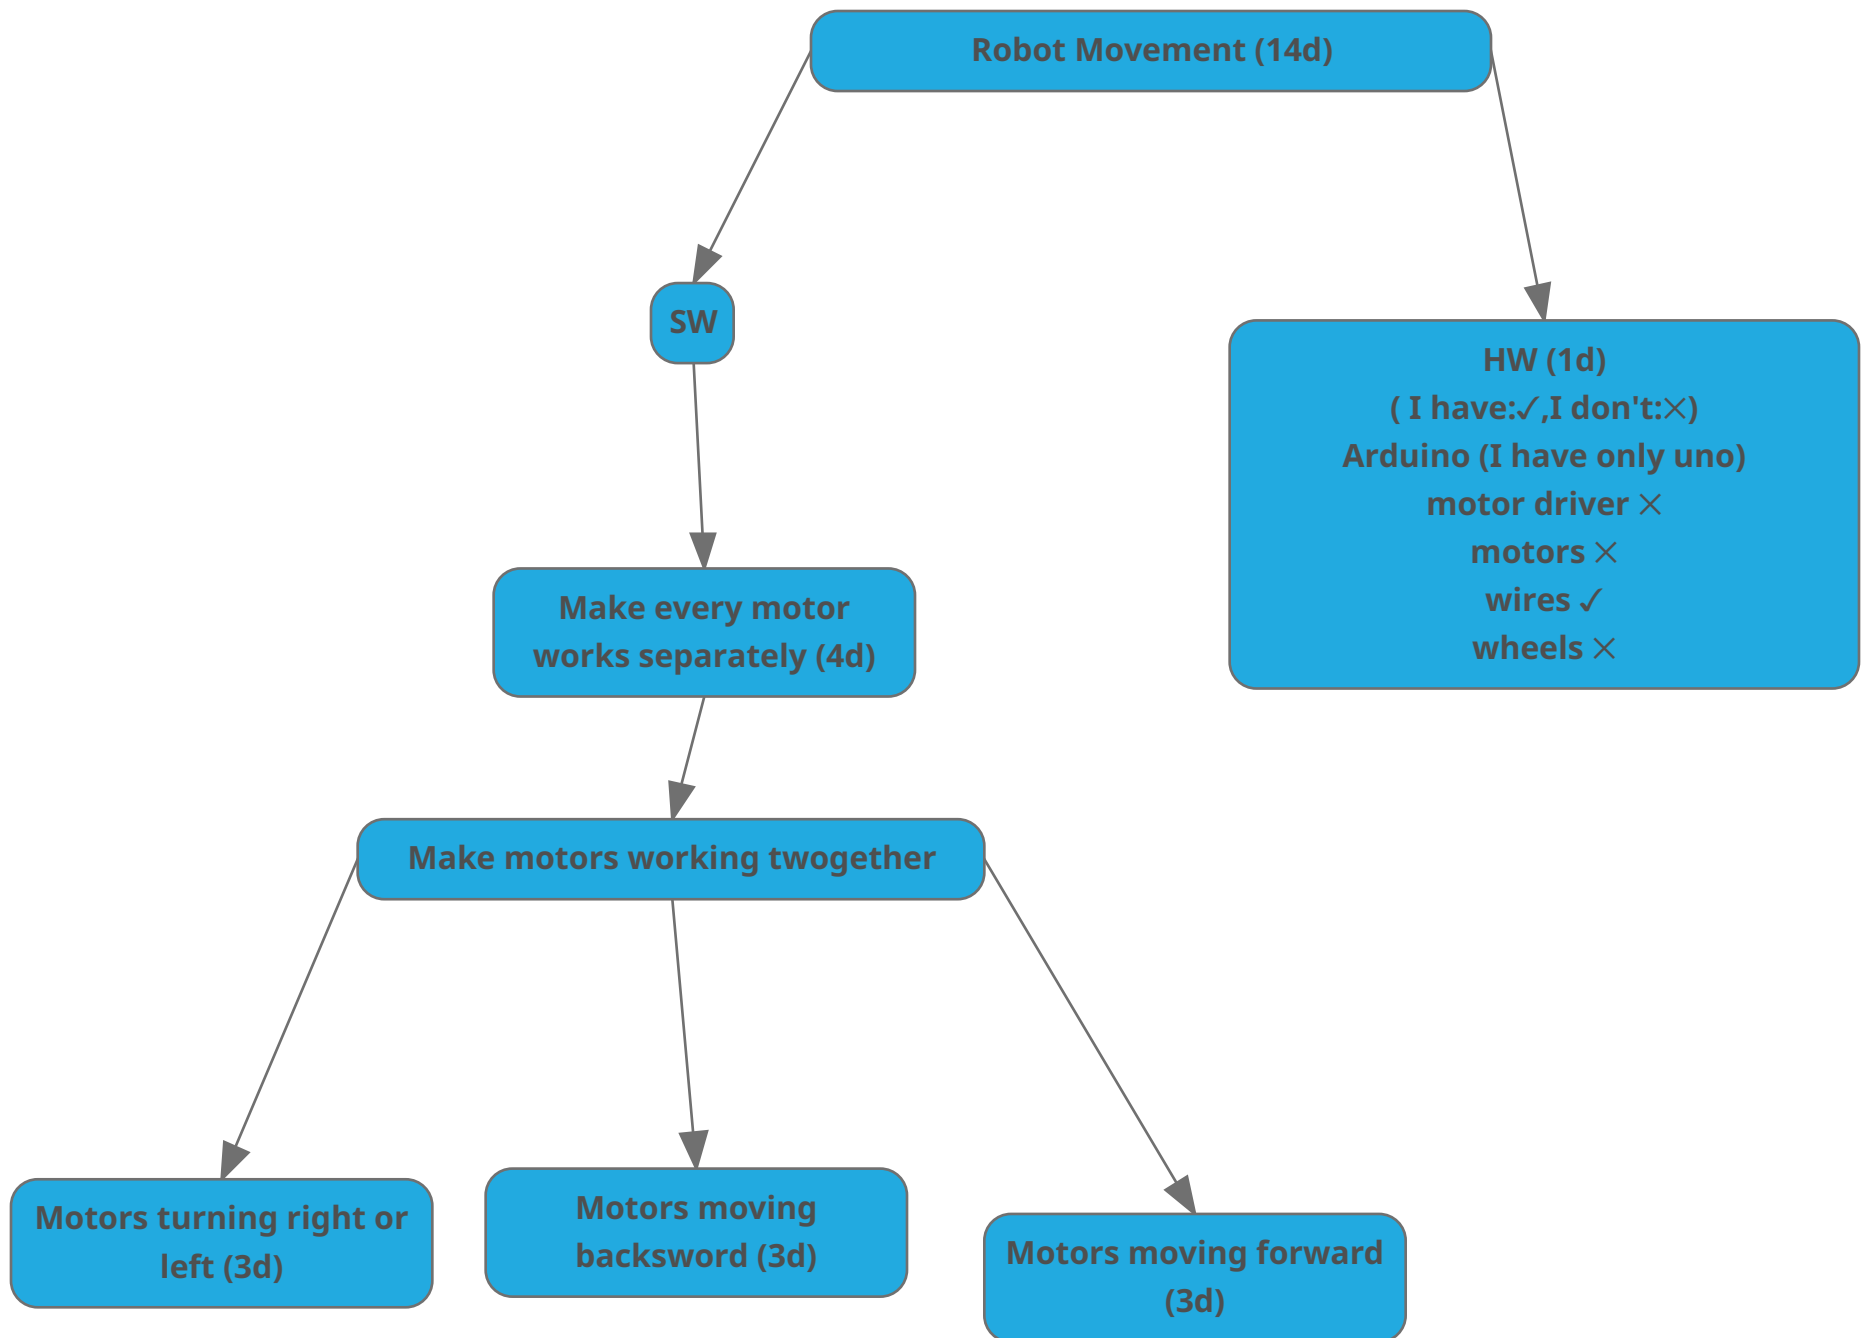 Robot Movement (14d)
SW
HW (1d)
( I have:✓,I don't:×)
Arduino (I have only uno)
motor driver ×
motors ×
wires ✓
wheels ×
Make every motor
works separately (4d)
Make motors working twogether
Motors turning right or
left (3d)
Motors moving
backsword (3d)
Motors moving forward
(3d)